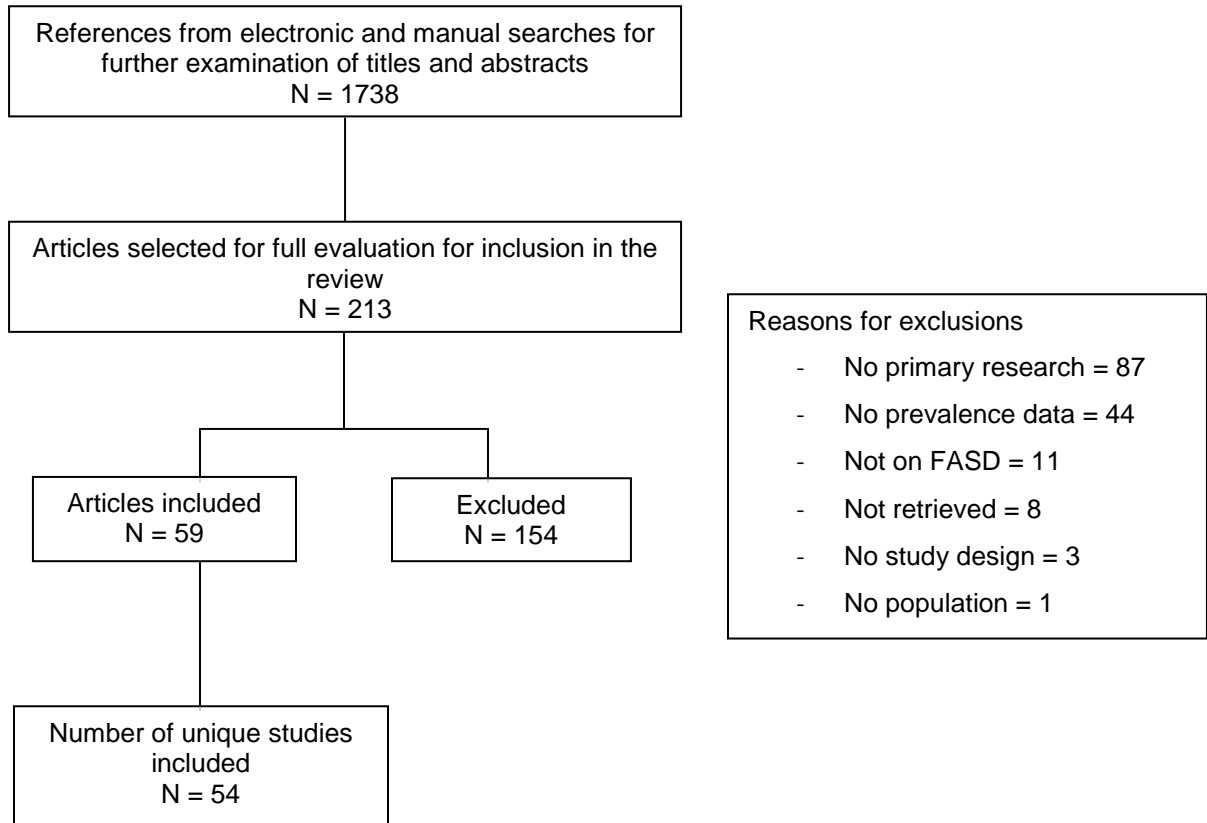 References from electronic and manual searches for
further examination of titles and abstracts
N = 1738
Articles selected for full evaluation for inclusion in the
review
N = 213
Reasons for exclusions
- No primary research = 87
- No prevalence data = 44
- Not on FASD = 11
- Not retrieved = 8
- No study design = 3
- No population = 1
Articles included
N = 59
Excluded
N = 154
Number of unique studies
included
N = 54